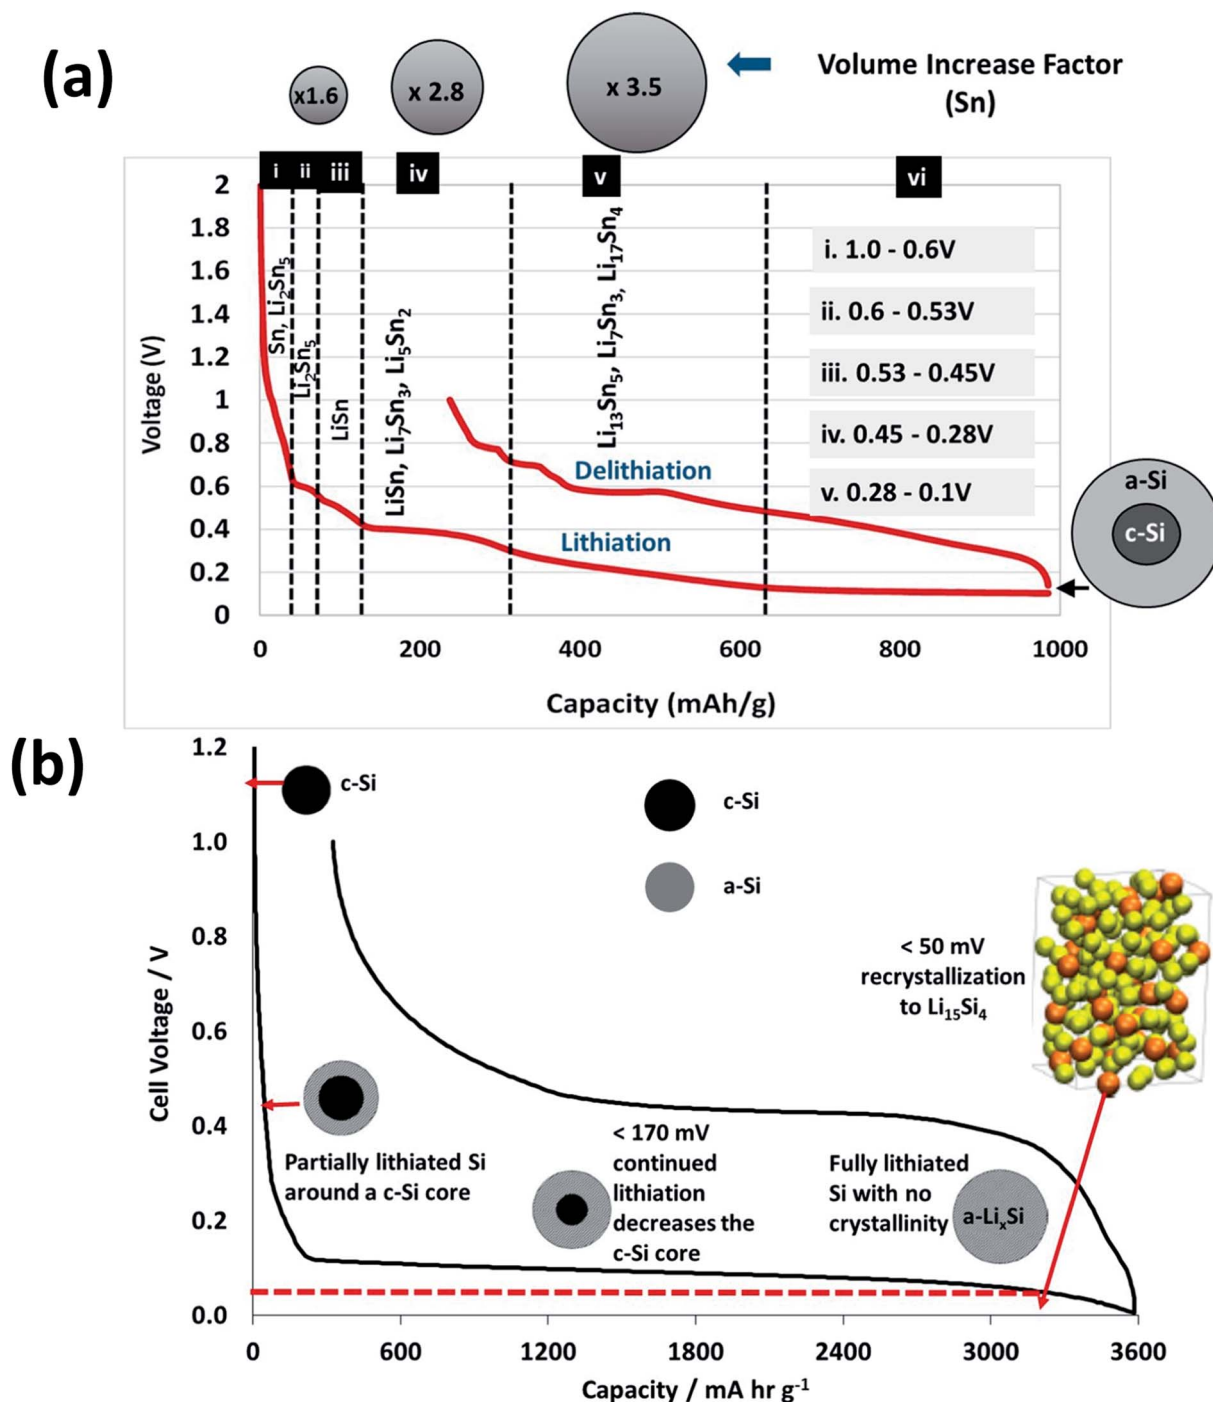 (a)
x1.6
x 2.8
x 3.5
Volume Increase Factor
(Sn)
i
ii
iii
iv
v
vi
2
1.8
1.6
1.4
1.2
1
0.8
0.6
0.4
0.2
0
Voltage (V)
Sn, Li₂Sn₅
Li₂Sn₅
LiSn
LiSn, Li₇Sn₃, Li₅Sn₂
Li₁₃Sn₅, Li₇Sn₃, Li₁₇Sn₄
i. 1.0 - 0.6V
ii. 0.6 - 0.53V
iii. 0.53 - 0.45V
iv. 0.45 - 0.28V
v. 0.28 - 0.1V
Delithiation
Lithiation
a-Si
c-Si
0
200
400
600
800
1000
Capacity (mAh/g)
(b)
1.2
1.0
0.8
0.6
0.4
0.2
0.0
Cell Voltage / V
c-Si
c-Si
a-Si
< 50 mV
recrystallization
to Li₁₅Si₄
Partially lithiated Si
around a c-Si core
< 170 mV
continued
lithiation
decreases the
c-Si core
Fully lithiated
Si with no
crystallinity
a-LiₓSi
0
600
1200
1800
2400
3000
3600
Capacity / mA hr g⁻¹